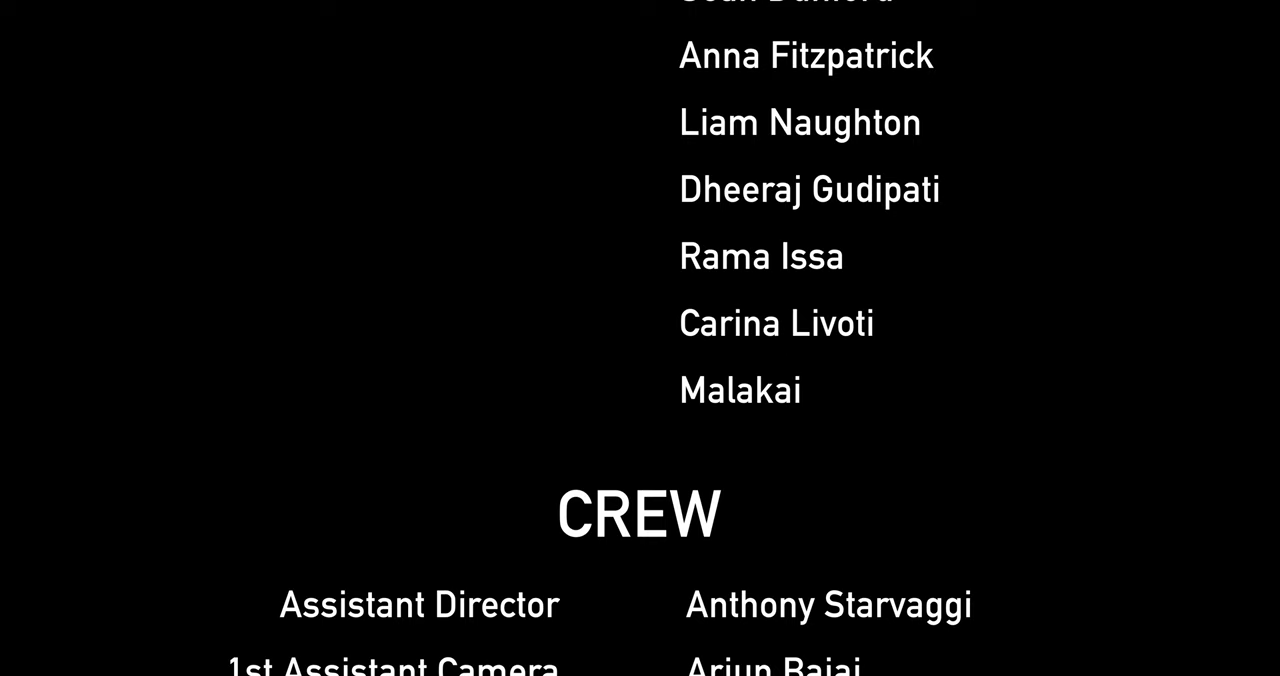 Anna Fitzpatrick
Liam Naughton
Dheeraj Gudipati
Rama Issa
Carina Livoti
Malakai
CREW
Assistant Director Anthony Starvaggi
1st Assistant Camera Arjun Bajaj